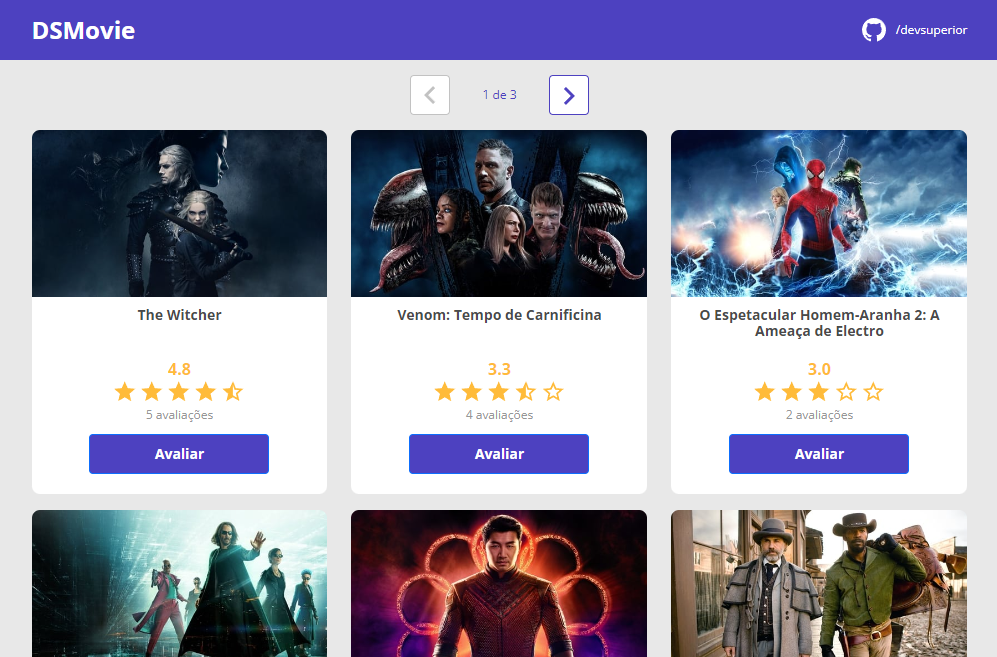 DSMovie
/devsuperior
1 de 3
The Witcher
4.8
5 avaliações
Avaliar
Venom: Tempo de Carnificina
3.3
4 avaliações
Avaliar
O Espetacular Homem-Aranha 2: A
Ameaça de Electro
3.0
2 avaliações
Avaliar